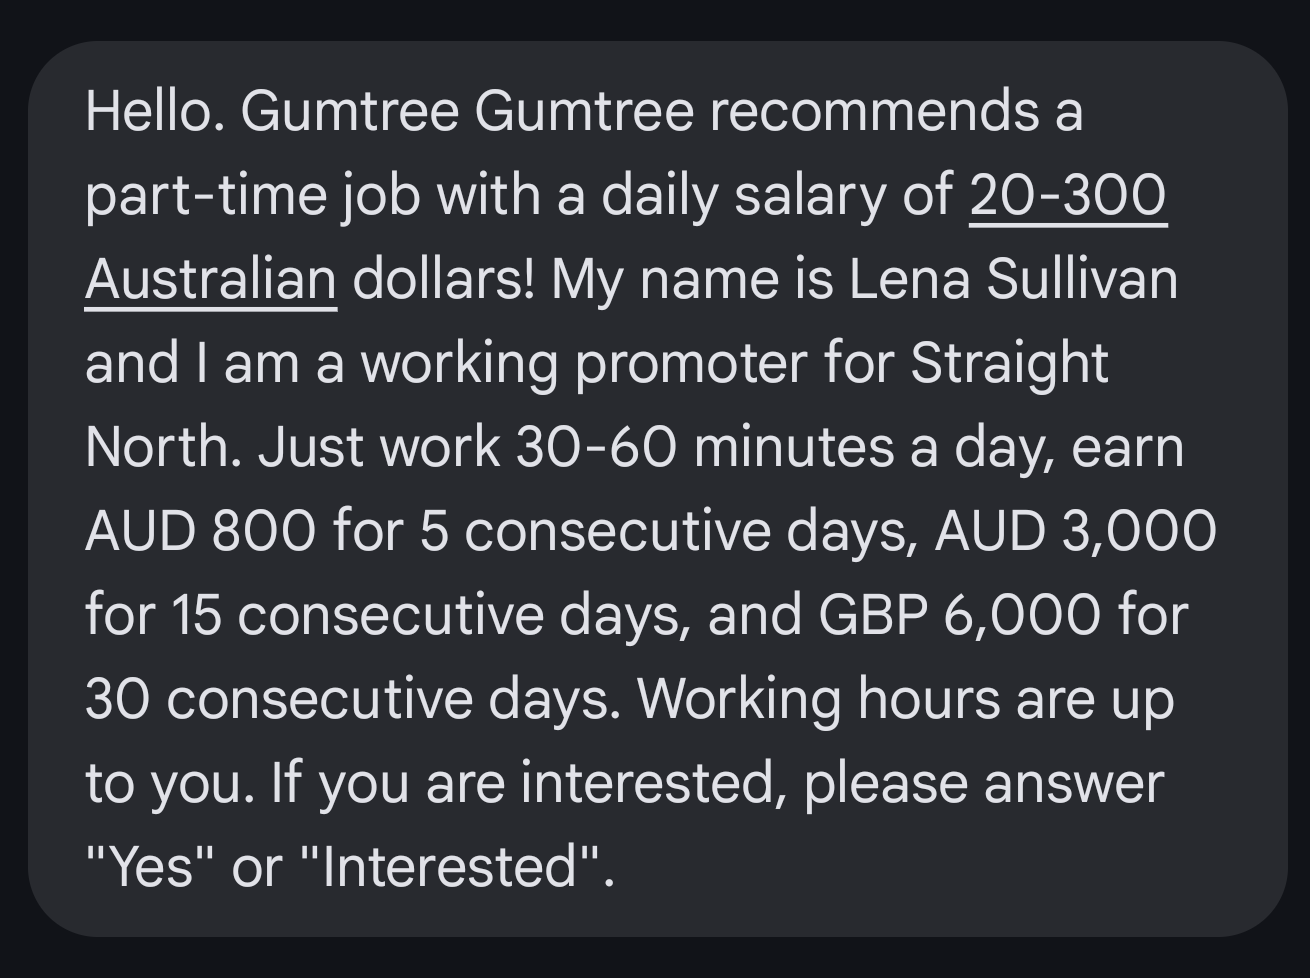 Hello. Gumtree Gumtree recommends a
part-time job with a daily salary of 20-300
Australian dollars! My name is Lena Sullivan
and I am a working promoter for Straight
North. Just work 30-60 minutes a day, earn
AUD 800 for 5 consecutive days, AUD 3,000
for 15 consecutive days, and GBP 6,000 for
30 consecutive days. Working hours are up
to you. If you are interested, please answer
"Yes" or "Interested".